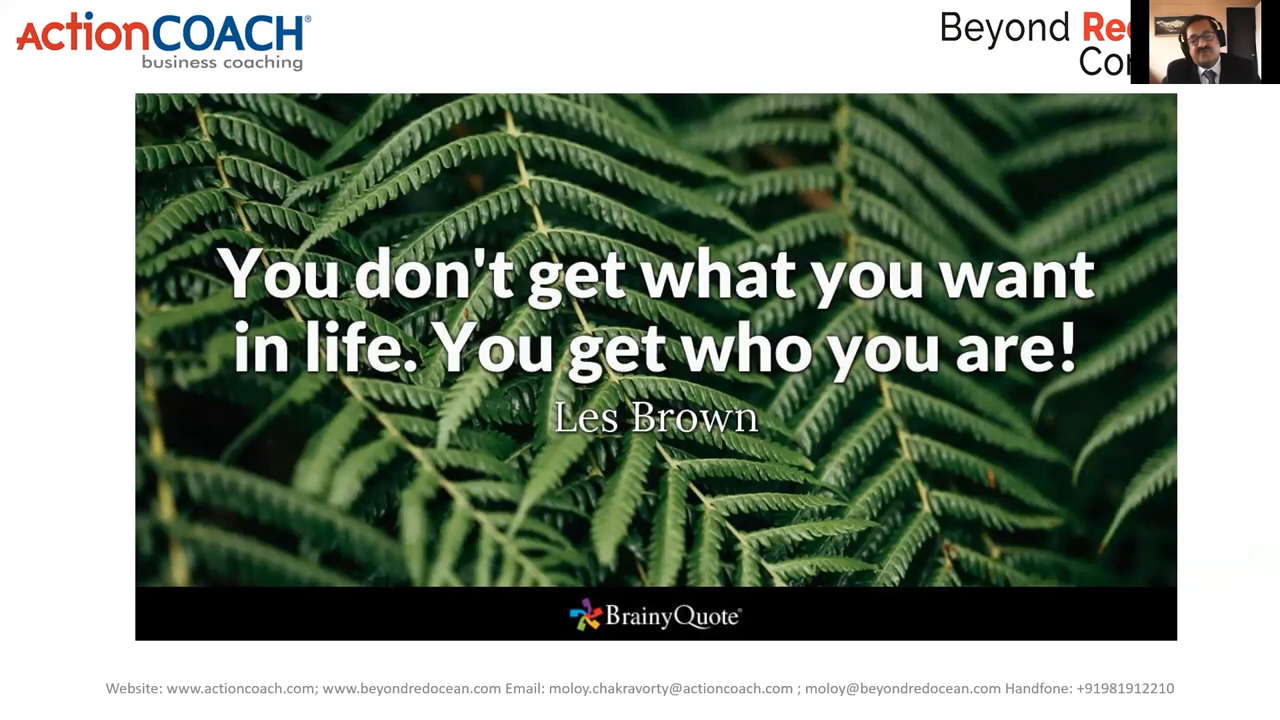 actionCOACH®
business coaching
Beyond
You don't get what you want
in life. You get who you are!
Les Brown
BrainyQuote®
Website: www.actioncoach.com; www.beyondredocean.com Email: moloy.chakravorty@actioncoach.com ; moloy@beyondredocean.com Handfone: +91981912210